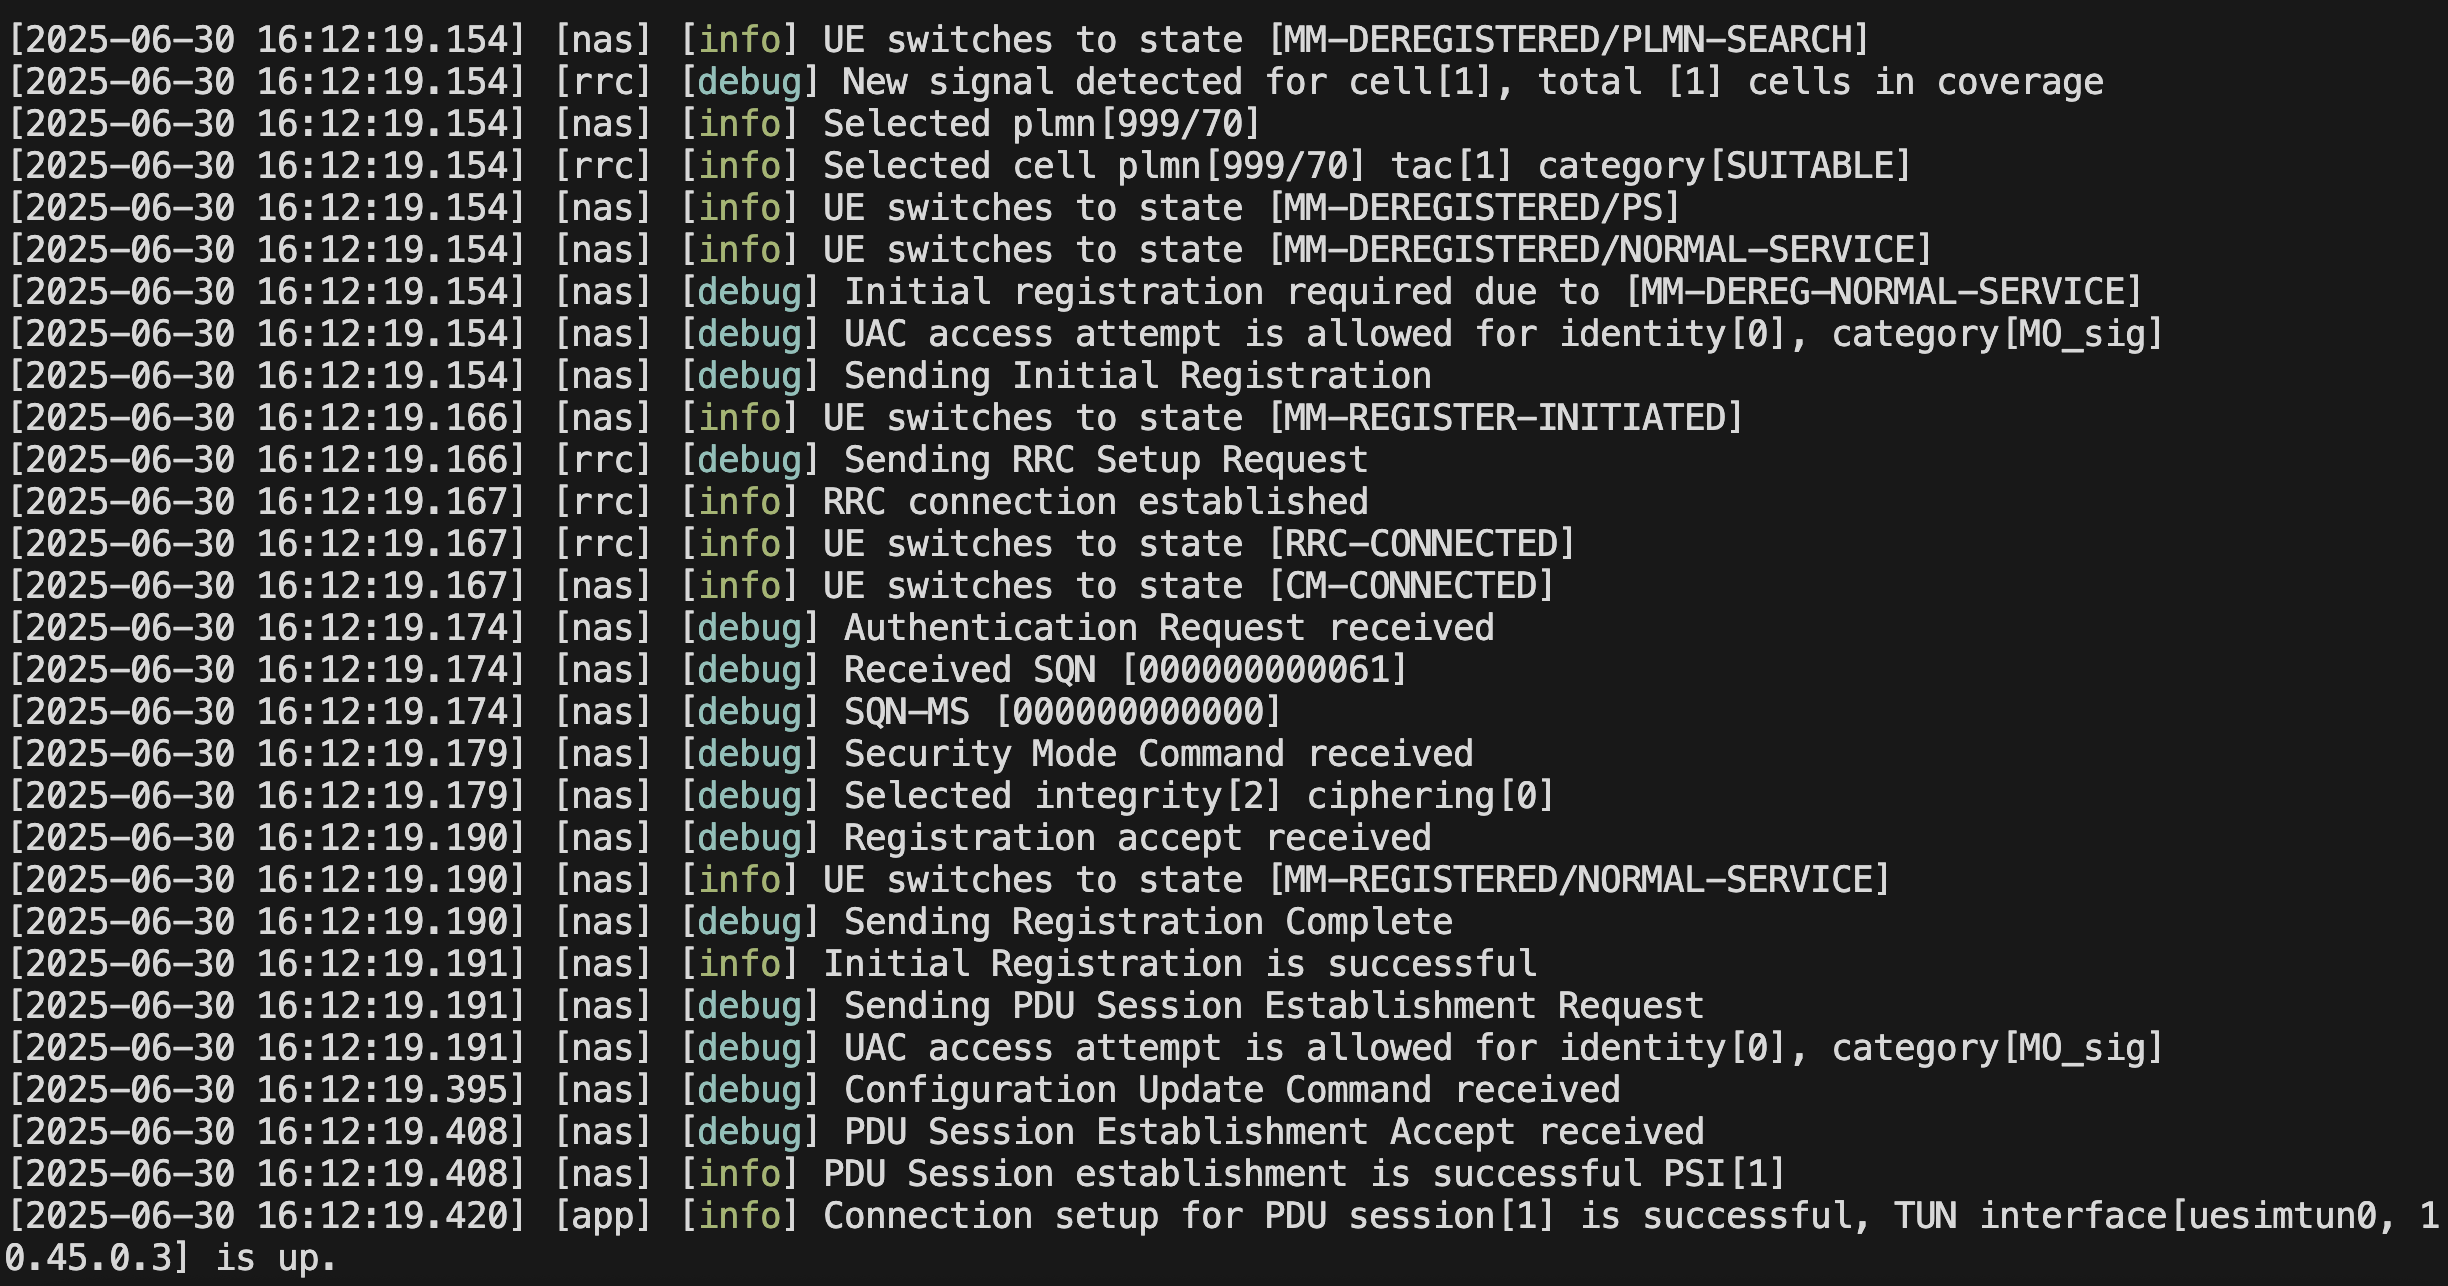 [2025-06-30 16:12:19.154] [nas] [info] UE switches to state [MM-DEREGISTERED/PLMN-SEARCH]
[2025-06-30 16:12:19.154] [rrc] [debug] New signal detected for cell[1], total [1] cells in coverage
[2025-06-30 16:12:19.154] [nas] [info] Selected plmn[999/70]
[2025-06-30 16:12:19.154] [rrc] [info] Selected cell plmn[999/70] tac[1] category[SUITABLE]
[2025-06-30 16:12:19.154] [nas] [info] UE switches to state [MM-DEREGISTERED/PS]
[2025-06-30 16:12:19.154] [nas] [info] UE switches to state [MM-DEREGISTERED/NORMAL-SERVICE]
[2025-06-30 16:12:19.154] [nas] [debug] Initial registration required due to [MM-DEREG-NORMAL-SERVICE]
[2025-06-30 16:12:19.154] [nas] [debug] UAC access attempt is allowed for identity[0], category[MO_sig]
[2025-06-30 16:12:19.154] [nas] [debug] Sending Initial Registration
[2025-06-30 16:12:19.166] [nas] [info] UE switches to state [MM-REGISTER-INITIATED]
[2025-06-30 16:12:19.166] [rrc] [debug] Sending RRC Setup Request
[2025-06-30 16:12:19.167] [rrc] [info] RRC connection established
[2025-06-30 16:12:19.167] [rrc] [info] UE switches to state [RRC-CONNECTED]
[2025-06-30 16:12:19.167] [nas] [info] UE switches to state [CM-CONNECTED]
[2025-06-30 16:12:19.174] [nas] [debug] Authentication Request received
[2025-06-30 16:12:19.174] [nas] [debug] Received SQN [000000000061]
[2025-06-30 16:12:19.174] [nas] [debug] SQN-MS [000000000000]
[2025-06-30 16:12:19.179] [nas] [debug] Security Mode Command received
[2025-06-30 16:12:19.179] [nas] [debug] Selected integrity[2] ciphering[0]
[2025-06-30 16:12:19.190] [nas] [debug] Registration accept received
[2025-06-30 16:12:19.190] [nas] [info] UE switches to state [MM-REGISTERED/NORMAL-SERVICE]
[2025-06-30 16:12:19.190] [nas] [debug] Sending Registration Complete
[2025-06-30 16:12:19.191] [nas] [info] Initial Registration is successful
[2025-06-30 16:12:19.191] [nas] [debug] Sending PDU Session Establishment Request
[2025-06-30 16:12:19.191] [nas] [debug] UAC access attempt is allowed for identity[0], category[MO_sig]
[2025-06-30 16:12:19.395] [nas] [debug] Configuration Update Command received
[2025-06-30 16:12:19.408] [nas] [debug] PDU Session Establishment Accept received
[2025-06-30 16:12:19.408] [nas] [info] PDU Session establishment is successful PSI[1]
[2025-06-30 16:12:19.420] [app] [info] Connection setup for PDU session[1] is successful, TUN interface[uesimtun0, 1
0.45.0.3] is up.